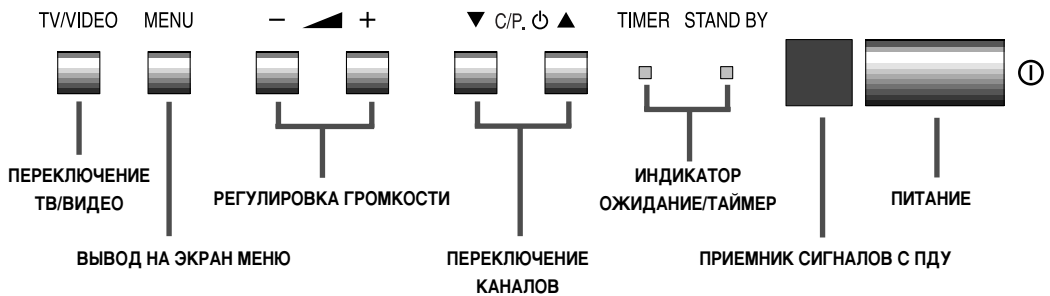 TV/VIDEO MENU − + ▼ C/P. ⏻ ▲ TIMER STAND BY
ПЕРЕКЛЮЧЕНИЕ
ТВ/ВИДЕО
РЕГУЛИРОВКА ГРОМКОСТИ
ИНДИКАТОР
ОЖИДАНИЕ/ТАЙМЕР
ПИТАНИЕ
ВЫВОД НА ЭКРАН МЕНЮ
ПЕРЕКЛЮЧЕНИЕ
КАНАЛОВ
ПРИЕМНИК СИГНАЛОВ С ПДУ